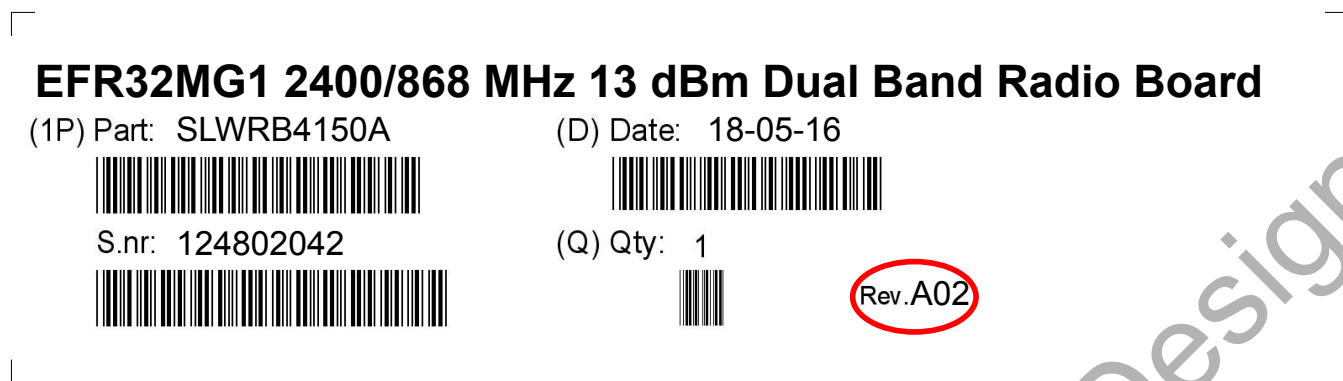 EFR32MG1 2400/868 MHz 13 dBm Dual Band Radio Board
(1P) Part: SLWRB4150A (D) Date: 18-05-16
S.nr: 124802042 (Q) Qty: 1
Rev.A02
Desig